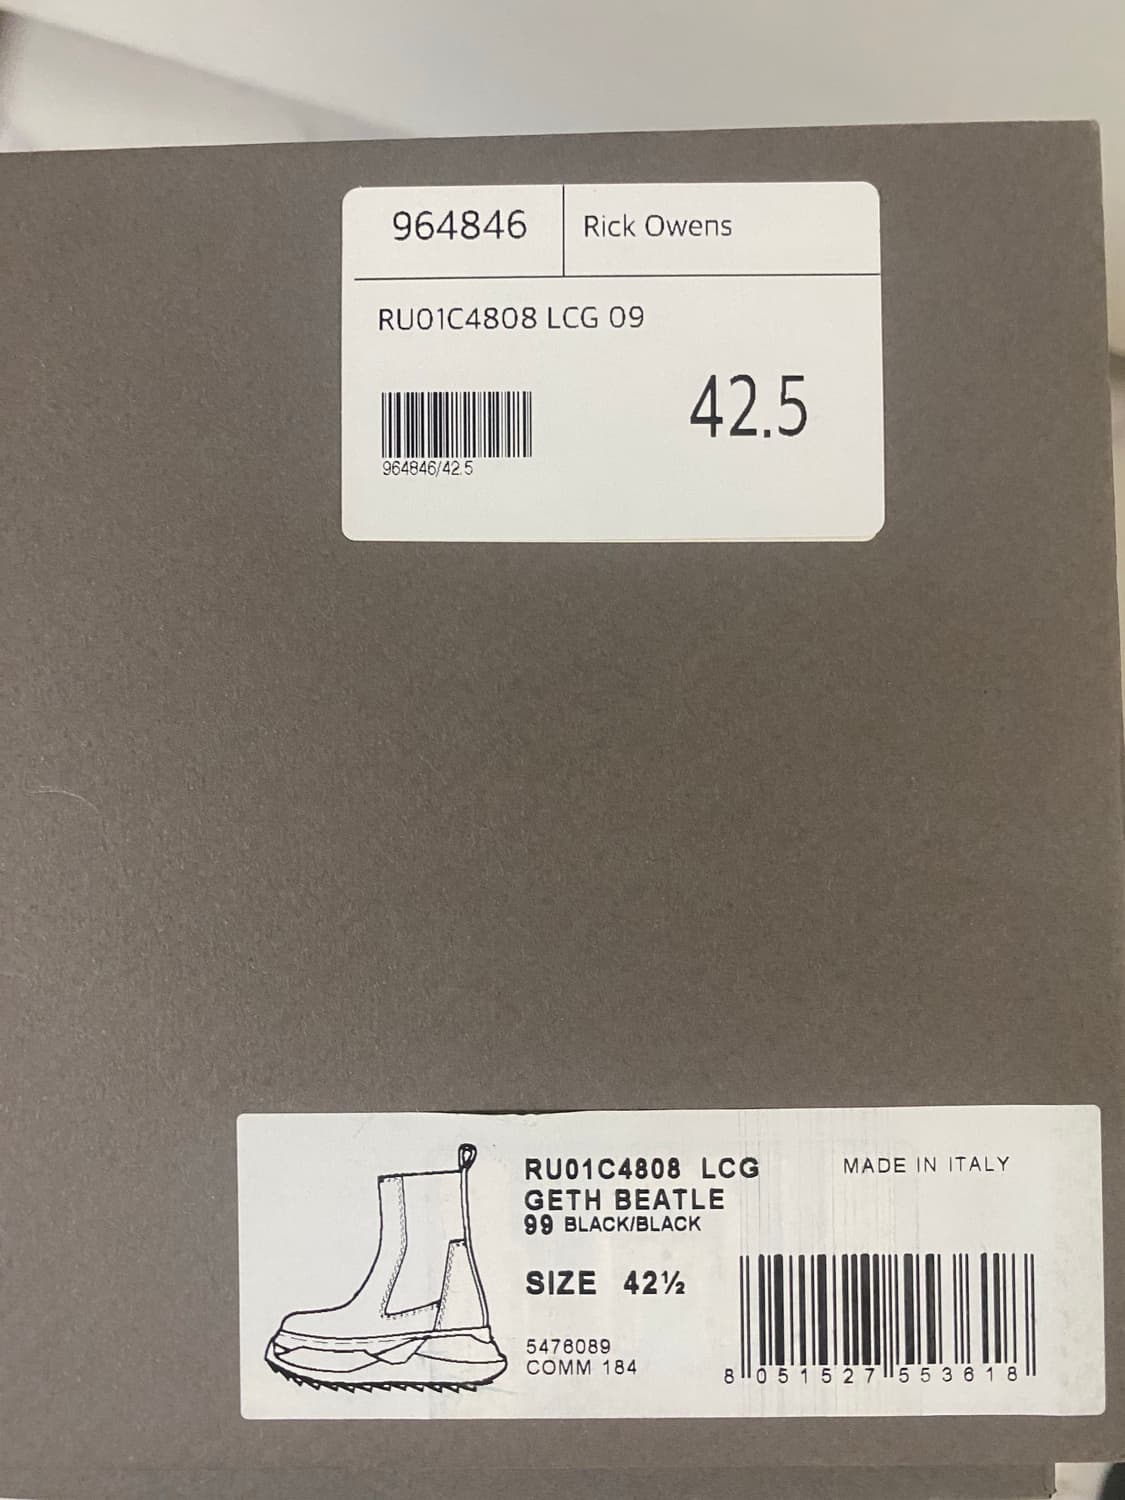 964846
Rick Owens
RU01C4808 LCG 09
42.5
964846/42.5
RU01C4808 LCG
MADE IN ITALY
GETH BEATLE
99 BLACK/BLACK
SIZE 42½
5478089
COMM 184
8 051527 553618